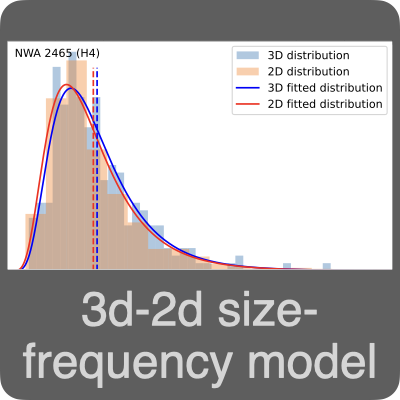 NWA 2465 (H4)
3D distribution
2D distribution
3D fitted distribution
2D fitted distribution
3d-2d size-
frequency model